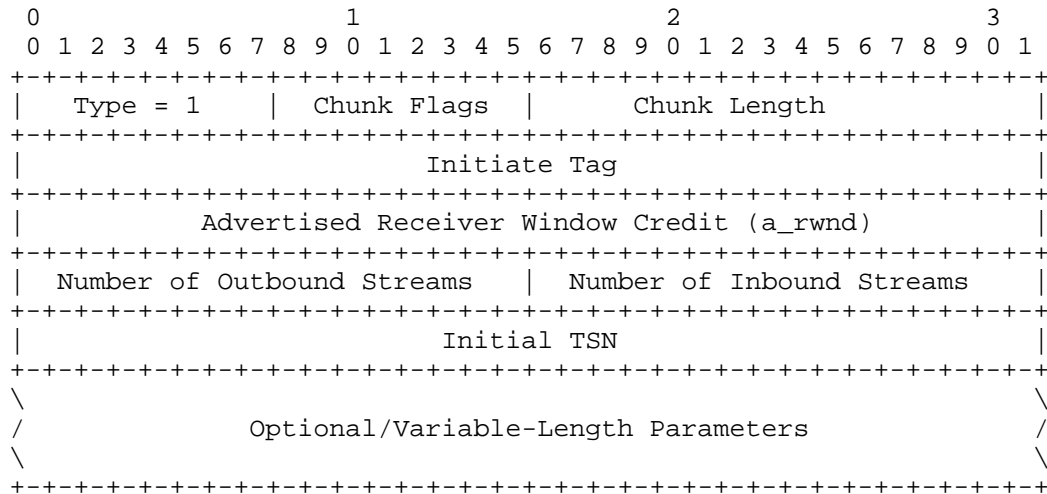 0                   1                   2                   3
 0 1 2 3 4 5 6 7 8 9 0 1 2 3 4 5 6 7 8 9 0 1 2 3 4 5 6 7 8 9 0 1
+-+-+-+-+-+-+-+-+-+-+-+-+-+-+-+-+-+-+-+-+-+-+-+-+-+-+-+-+-+-+-+-+
|   Type = 1    |  Chunk Flags  |      Chunk Length             |
+-+-+-+-+-+-+-+-+-+-+-+-+-+-+-+-+-+-+-+-+-+-+-+-+-+-+-+-+-+-+-+-+
|                         Initiate Tag                          |
+-+-+-+-+-+-+-+-+-+-+-+-+-+-+-+-+-+-+-+-+-+-+-+-+-+-+-+-+-+-+-+-+
|           Advertised Receiver Window Credit (a_rwnd)          |
+-+-+-+-+-+-+-+-+-+-+-+-+-+-+-+-+-+-+-+-+-+-+-+-+-+-+-+-+-+-+-+-+
|  Number of Outbound Streams   |  Number of Inbound Streams    |
+-+-+-+-+-+-+-+-+-+-+-+-+-+-+-+-+-+-+-+-+-+-+-+-+-+-+-+-+-+-+-+-+
|                          Initial TSN                          |
+-+-+-+-+-+-+-+-+-+-+-+-+-+-+-+-+-+-+-+-+-+-+-+-+-+-+-+-+-+-+-+-+
\                                                               \
/              Optional/Variable-Length Parameters              /
\                                                               \
+-+-+-+-+-+-+-+-+-+-+-+-+-+-+-+-+-+-+-+-+-+-+-+-+-+-+-+-+-+-+-+-+